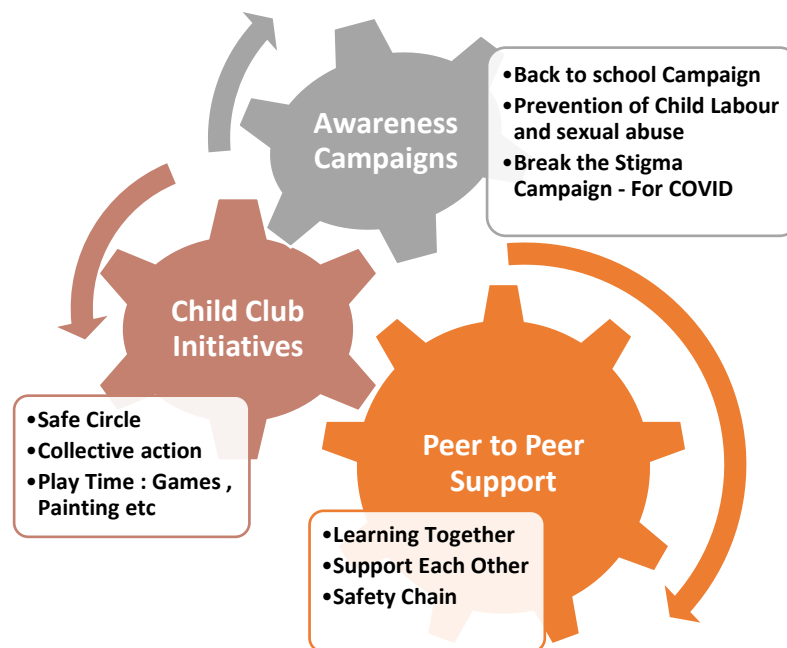 Awareness
Campaigns
•Back to school Campaign
•Prevention of Child Labour
and sexual abuse
•Break the Stigma
Campaign - For COVID
Child Club
Initiatives
•Safe Circle
•Collective action
•Play Time : Games ,
Painting etc
Peer to Peer
Support
•Learning Together
•Support Each Other
•Safety Chain